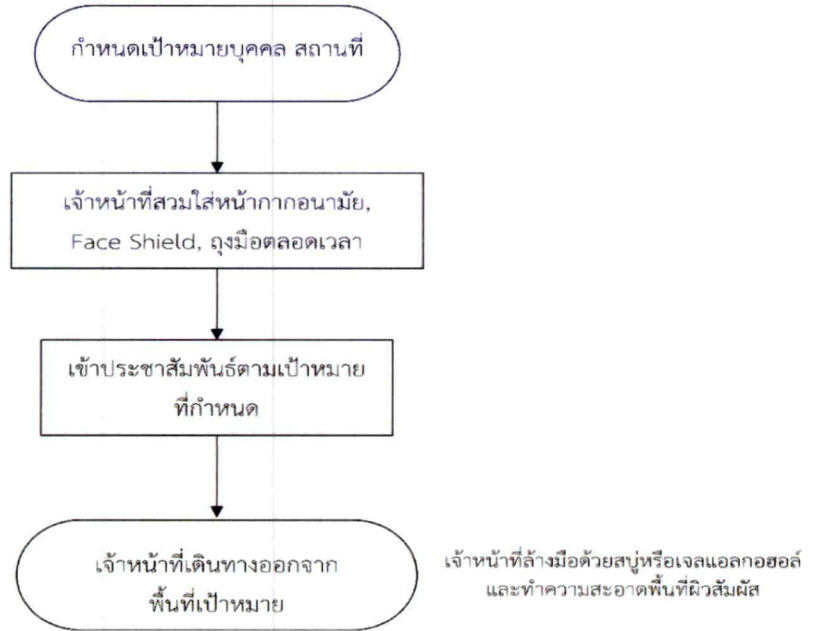 กำหนดเป้าหมายบุคคล สถานที่
เจ้าหน้าที่สวมใส่หน้ากากอนามัย,
Face Shield, ถุงมือตลอดเวลา
เข้าประชาสัมพันธ์ตามเป้าหมาย
ที่กำหนด
เจ้าหน้าที่เดินทางออกจาก
พื้นที่เป้าหมาย
เจ้าหน้าที่ล้างมือด้วยสบู่หรือเจลแอลกอฮอล์
และทำความสะอาดพื้นที่ผิวสัมผัส